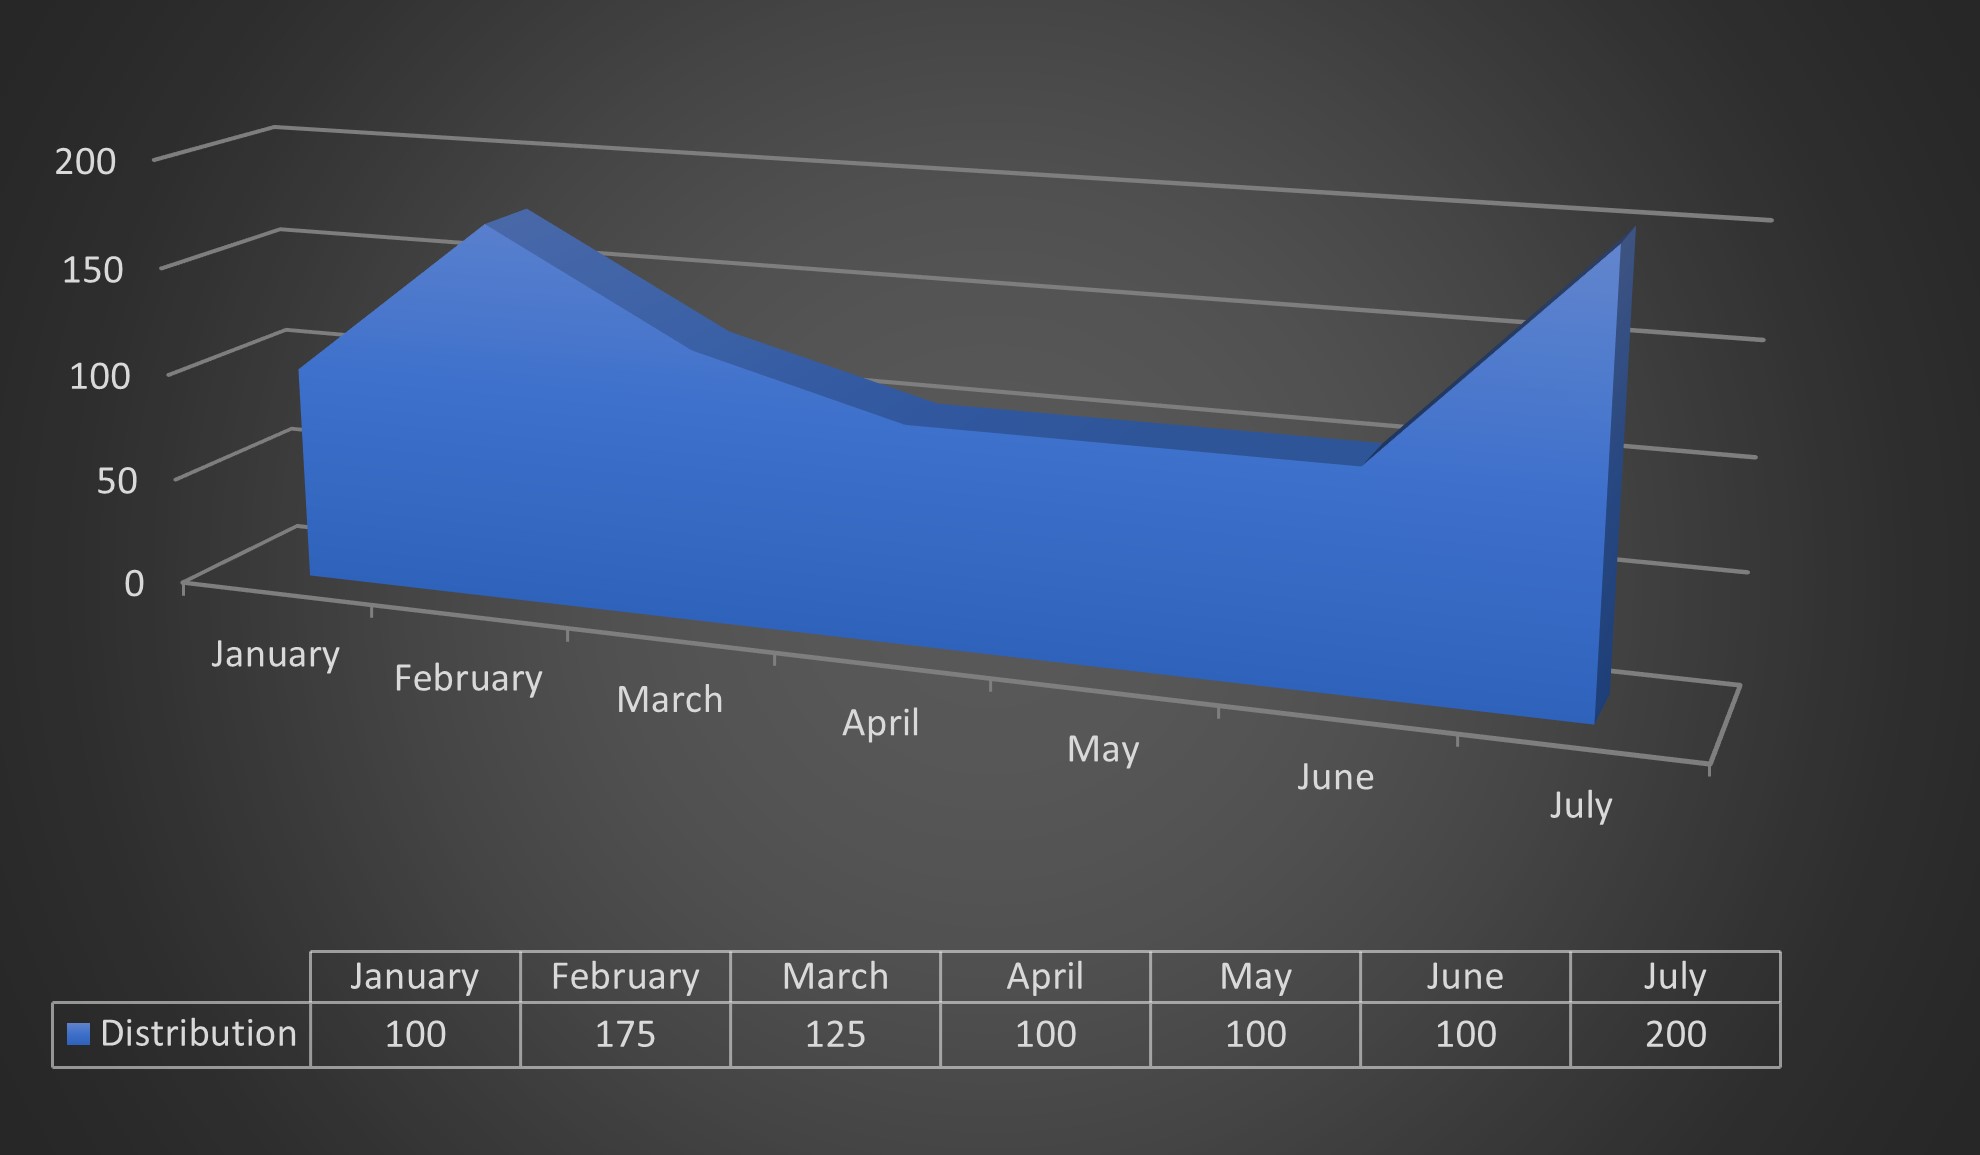 200
150
100
50
0
January
February
March
April
May
June
July
January February March April May June July
Distribution 100 175 125 100 100 100 200